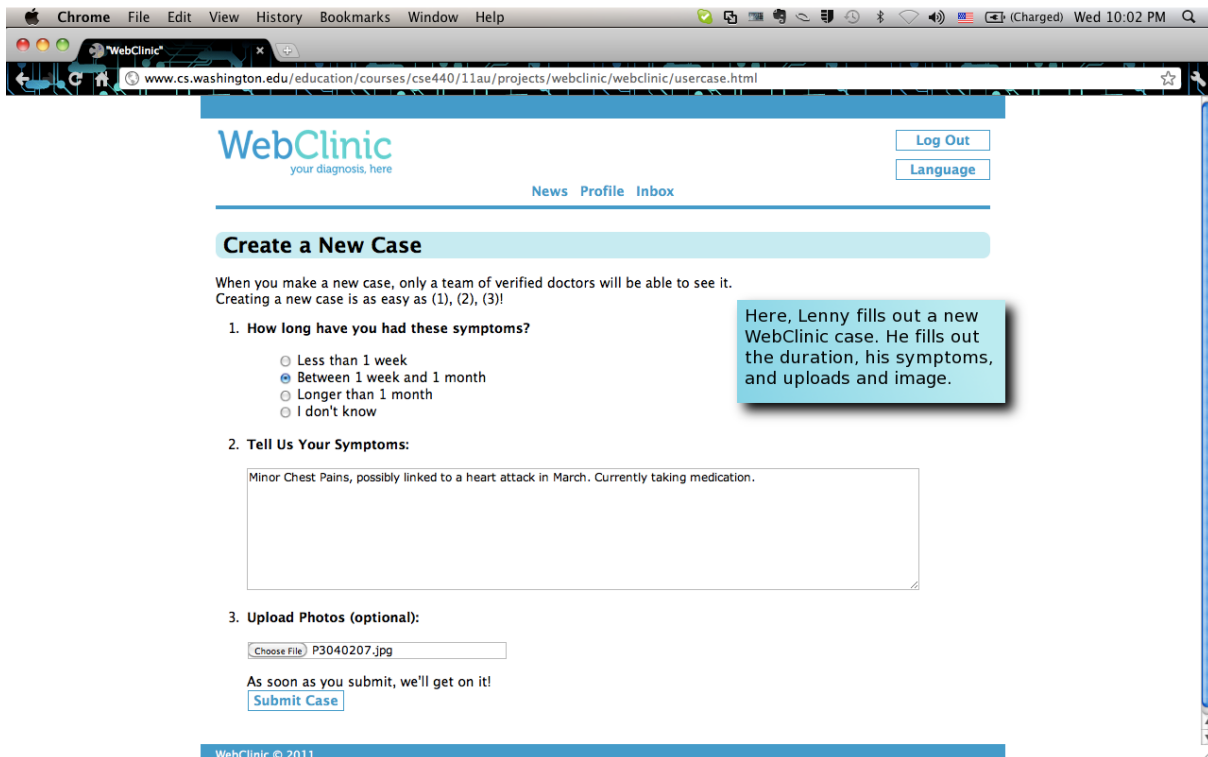 Chrome File Edit View History Bookmarks Window Help (Charged) Wed 10:02 PM
"WebClinic"
www.cs.washington.edu/education/courses/cse440/11au/projects/webclinic/webclinic/usercase.html
WebClinic
your diagnosis, here
Log Out
Language
News Profile Inbox
Create a New Case
When you make a new case, only a team of verified doctors will be able to see it.
Creating a new case is as easy as (1), (2), (3)!
Here, Lenny fills out a new
WebClinic case. He fills out
the duration, his symptoms,
and uploads and image.
1. How long have you had these symptoms?
Less than 1 week
Between 1 week and 1 month
Longer than 1 month
I don't know
2. Tell Us Your Symptoms:
Minor Chest Pains, possibly linked to a heart attack in March. Currently taking medication.
3. Upload Photos (optional):
Choose File P3040207.jpg
As soon as you submit, we'll get on it!
Submit Case
WebClinic © 2011